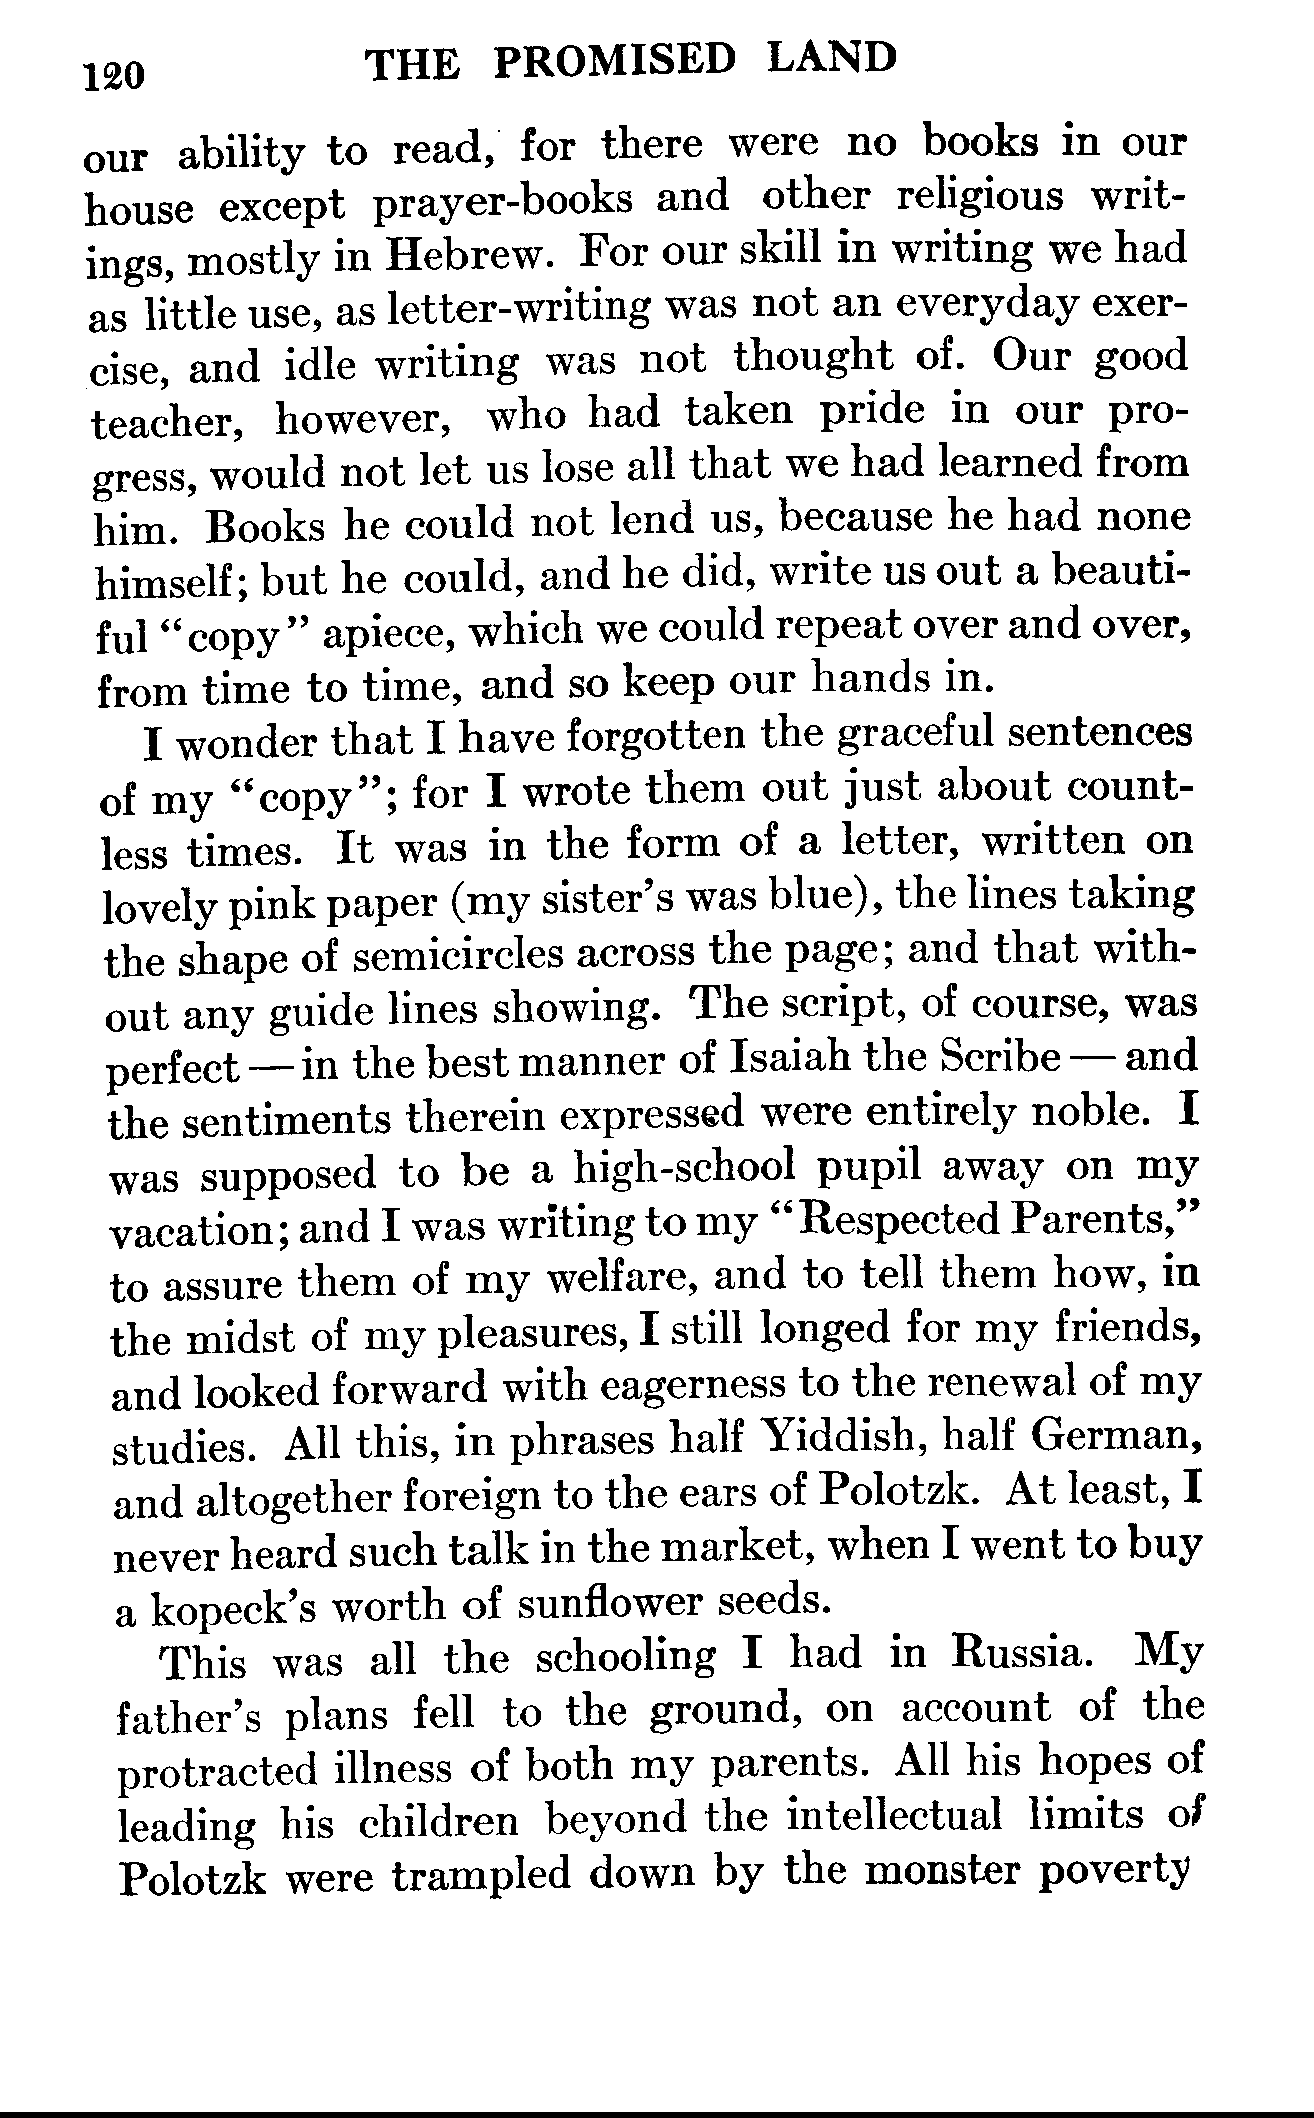 120 THE PROMISED LAND
our ability to read, for there were no books in our
house except prayer-books and other religious writ-
ings, mostly in Hebrew. For our skill in writing we had
as little use, as letter-writing was not an everyday exer-
cise, and idle writing was not thought of. Our good
teacher, however, who had taken pride in our pro-
gress, would not let us lose all that we had learned from
him. Books he could not lend us, because he had none
himself; but he could, and he did, write us out a beauti-
ful “copy” apiece, which we could repeat over and over,
from time to time, and so keep our hands in.
I wonder that I have forgotten the graceful sentences
of my “copy”; for I wrote them out just about count-
less times. It was in the form of a letter, written on
lovely pink paper (my sister’s was blue), the lines taking
the shape of semicircles across the page; and that with-
out any guide lines showing. The script, of course, was
perfect — in the best manner of Isaiah the Scribe — and
the sentiments therein expressed were entirely noble. I
was supposed to be a high-school pupil away on my
vacation; and I was writing to my “Respected Parents,”
to assure them of my welfare, and to tell them how, in
the midst of my pleasures, I still longed for my friends,
and looked forward with eagerness to the renewal of my
studies. All this, in phrases half Yiddish, half German,
and altogether foreign to the ears of Polotzk. At least, I
never heard such talk in the market, when I went to buy
a kopeck’s worth of sunflower seeds.
This was all the schooling I had in Russia. My
father’s plans fell to the ground, on account of the
protracted illness of both my parents. All his hopes of
leading his children beyond the intellectual limits of
Polotzk were trampled down by the monster poverty